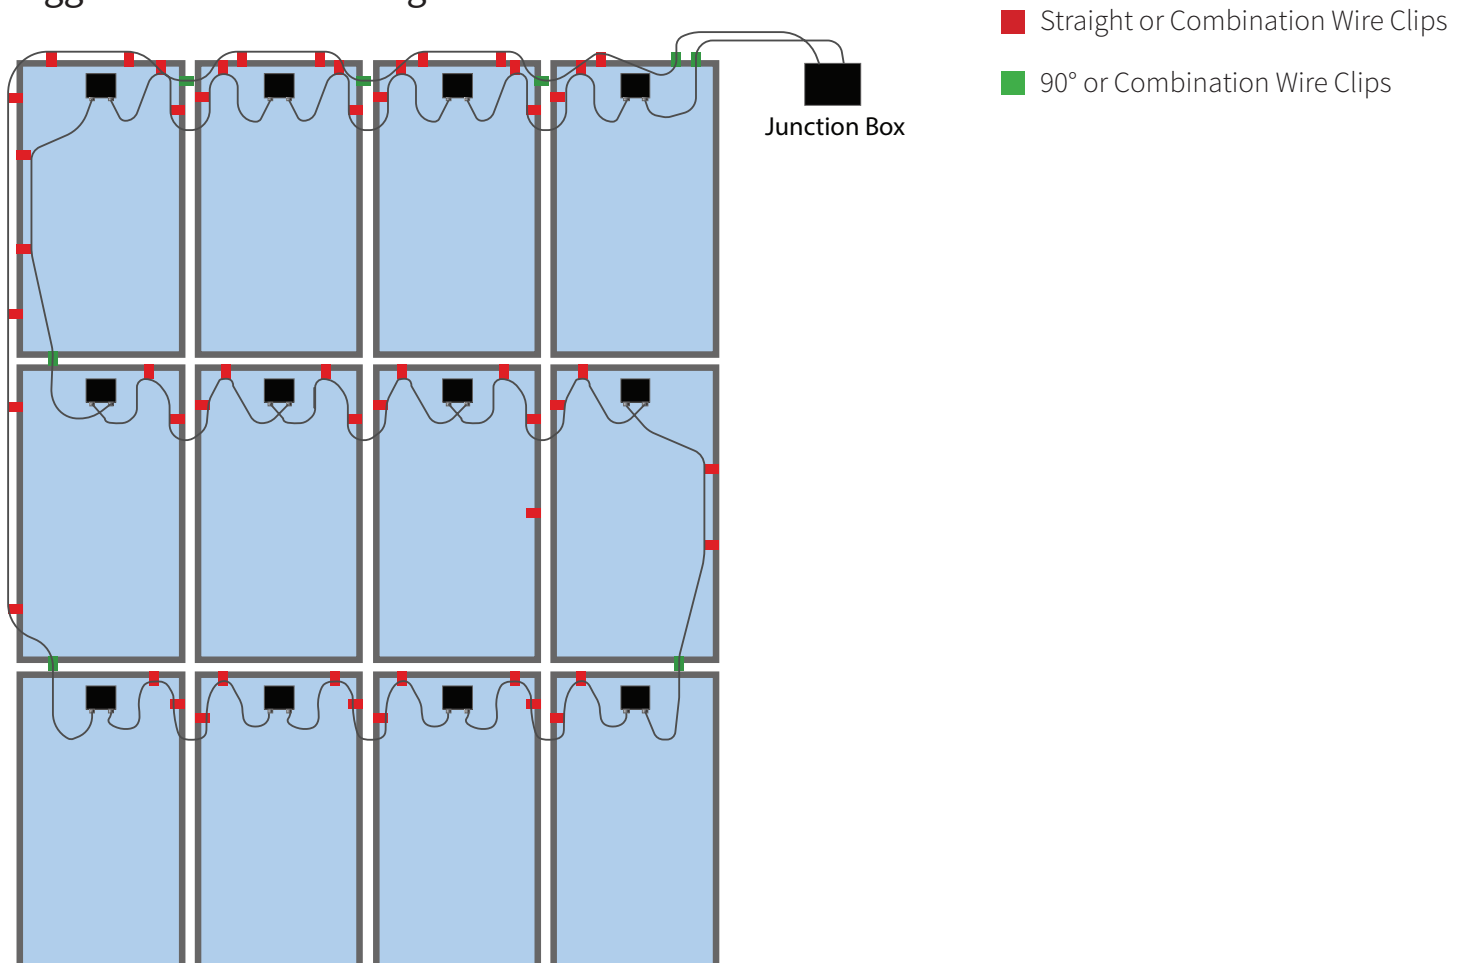 Straight or Combination Wire Clips
90° or Combination Wire Clips
Junction Box